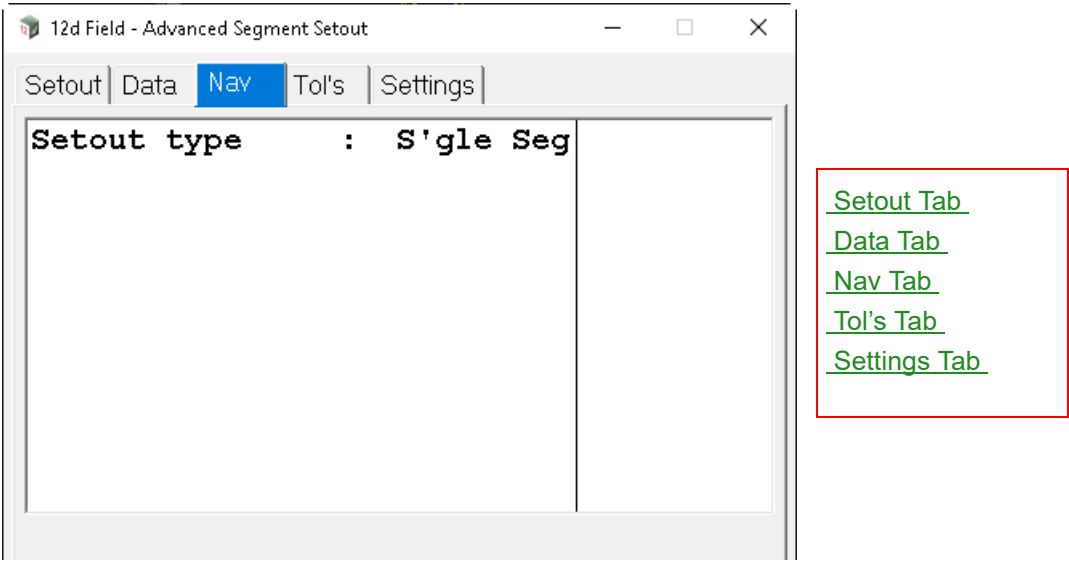 12d Field - Advanced Segment Setout
Setout Data Nav Tol's Settings
Setout type : S'gle Seg
Setout Tab
Data Tab
Nav Tab
Tol’s Tab
Settings Tab